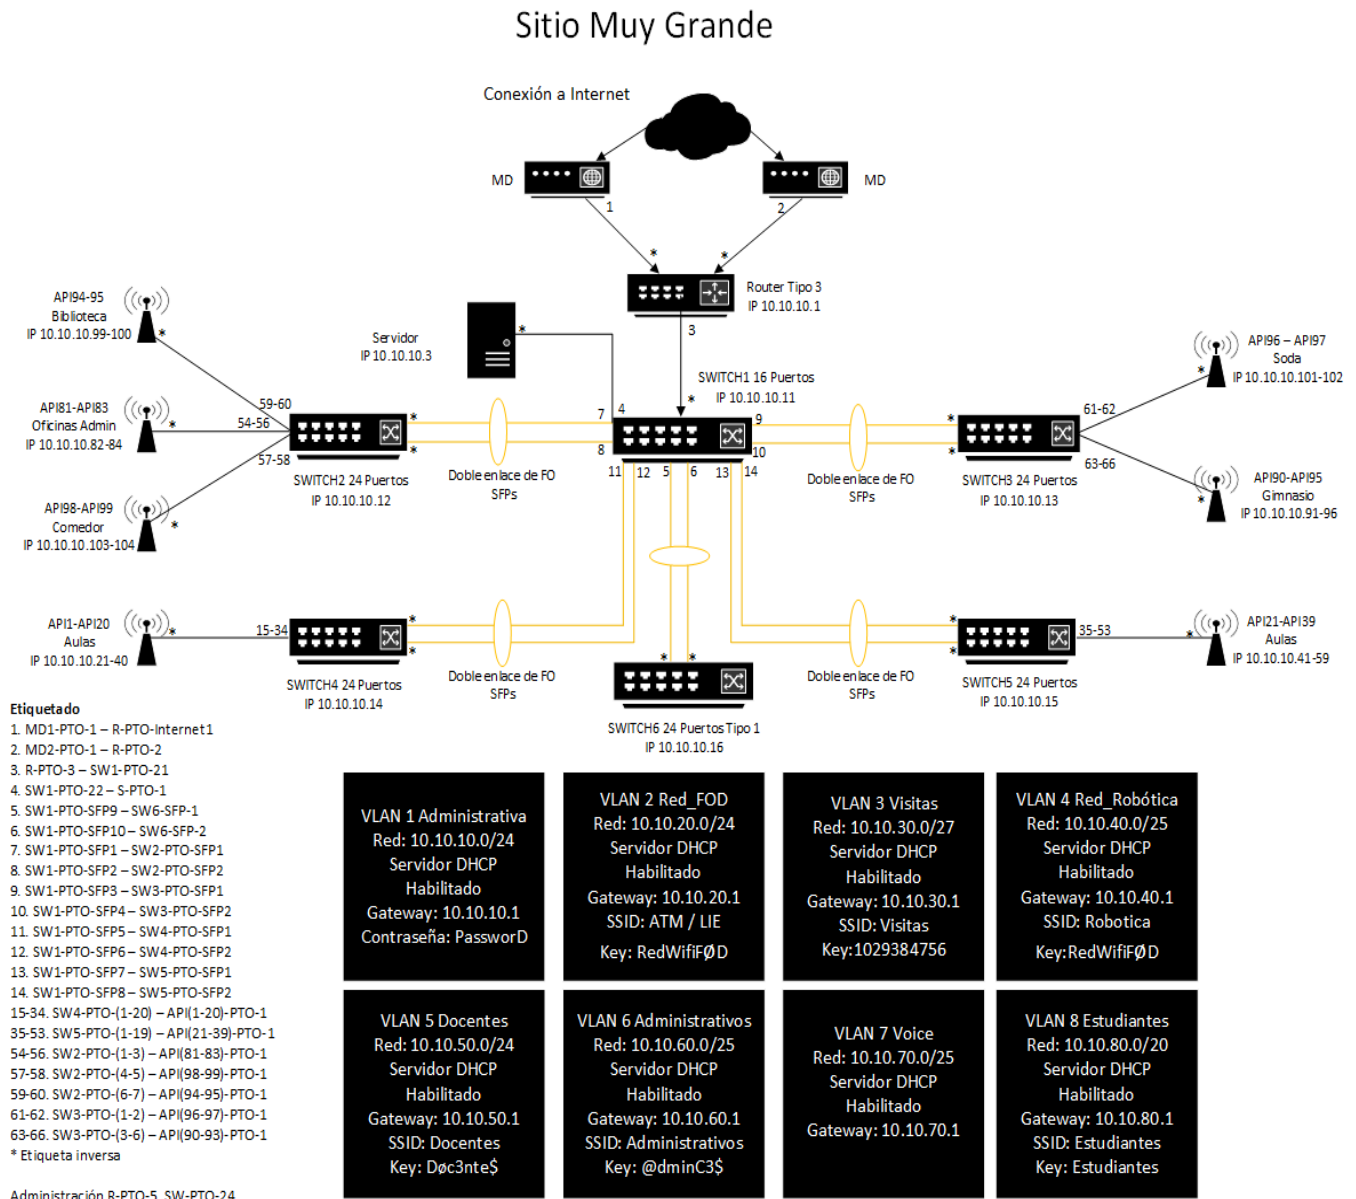 Sitio Muy Grande
Conexión a Internet
MD
MD
1
2
*
*
Router Tipo 3
IP 10.10.10.1
3
Servidor
IP 10.10.10.3
*
SWITCH1 16 Puertos
IP 10.10.10.11
*
API94-95
Biblioteca
IP 10.10.10.99-100
*
API81-API83
Oficinas Admin
IP 10.10.10.82-84
*
API98-API99
Comedor
IP 10.10.10.103-104
*
59-60
54-56
57-58
SWITCH2 24 Puertos
IP 10.10.10.12
*
*
Doble enlace de FO
SFPs
7
4
8
9
10
11
12
5
6
13
14
Doble enlace de FO
SFPs
*
*
SWITCH3 24 Puertos
IP 10.10.10.13
61-62
63-66
API96 – API97
Soda
IP 10.10.10.101-102
*
API90-API95
Gimnasio
IP 10.10.10.91-96
*
API1-API20
Aulas
IP 10.10.10.21-40
*
15-34
SWITCH4 24 Puertos
IP 10.10.10.14
*
*
Doble enlace de FO
SFPs
*
*
SWITCH6 24 Puertos Tipo 1
IP 10.10.10.16
Doble enlace de FO
SFPs
*
*
SWITCH5 24 Puertos
IP 10.10.10.15
35-53
*
API21-API39
Aulas
IP 10.10.10.41-59
Etiquetado
1. MD1-PTO-1 – R-PTO-Internet1
2. MD2-PTO-1 – R-PTO-2
3. R-PTO-3 – SW1-PTO-21
4. SW1-PTO-22 – S-PTO-1
5. SW1-PTO-SFP9 – SW6-SFP-1
6. SW1-PTO-SFP10 – SW6-SFP-2
7. SW1-PTO-SFP1 – SW2-PTO-SFP1
8. SW1-PTO-SFP2 – SW2-PTO-SFP2
9. SW1-PTO-SFP3 – SW3-PTO-SFP1
10. SW1-PTO-SFP4 – SW3-PTO-SFP2
11. SW1-PTO-SFP5 – SW4-PTO-SFP1
12. SW1-PTO-SFP6 – SW4-PTO-SFP2
13. SW1-PTO-SFP7 – SW5-PTO-SFP1
14. SW1-PTO-SFP8 – SW5-PTO-SFP2
15-34. SW4-PTO-(1-20) – API(1-20)-PTO-1
35-53. SW5-PTO-(1-19) – API(21-39)-PTO-1
54-56. SW2-PTO-(1-3) – API(81-83)-PTO-1
57-58. SW2-PTO-(4-5) – API(98-99)-PTO-1
59-60. SW2-PTO-(6-7) – API(94-95)-PTO-1
61-62. SW3-PTO-(1-2) – API(96-97)-PTO-1
63-66. SW3-PTO-(3-6) – API(90-93)-PTO-1
* Etiqueta inversa
Administración R-PTO-5, SW-PTO-24
VLAN 1 Administrativa
Red: 10.10.10.0/24
Servidor DHCP
Habilitado
Gateway: 10.10.10.1
Contraseña: PassworD
VLAN 2 Red_FOD
Red: 10.10.20.0/24
Servidor DHCP
Habilitado
Gateway: 10.10.20.1
SSID: ATM / LIE
Key: RedWifiFØD
VLAN 3 Visitas
Red: 10.10.30.0/27
Servidor DHCP
Habilitado
Gateway: 10.10.30.1
SSID: Visitas
Key:1029384756
VLAN 4 Red_Robótica
Red: 10.10.40.0/25
Servidor DHCP
Habilitado
Gateway: 10.10.40.1
SSID: Robotica
Key:RedWifiFØD
VLAN 5 Docentes
Red: 10.10.50.0/24
Servidor DHCP
Habilitado
Gateway: 10.10.50.1
SSID: Docentes
Key: Døc3nte$
VLAN 6 Administrativos
Red: 10.10.60.0/25
Servidor DHCP
Habilitado
Gateway: 10.10.60.1
SSID: Administrativos
Key: @dminC3$
VLAN 7 Voice
Red: 10.10.70.0/25
Servidor DHCP
Habilitado
Gateway: 10.10.70.1
VLAN 8 Estudiantes
Red: 10.10.80.0/20
Servidor DHCP
Habilitado
Gateway: 10.10.80.1
SSID: Estudiantes
Key: Estudiantes